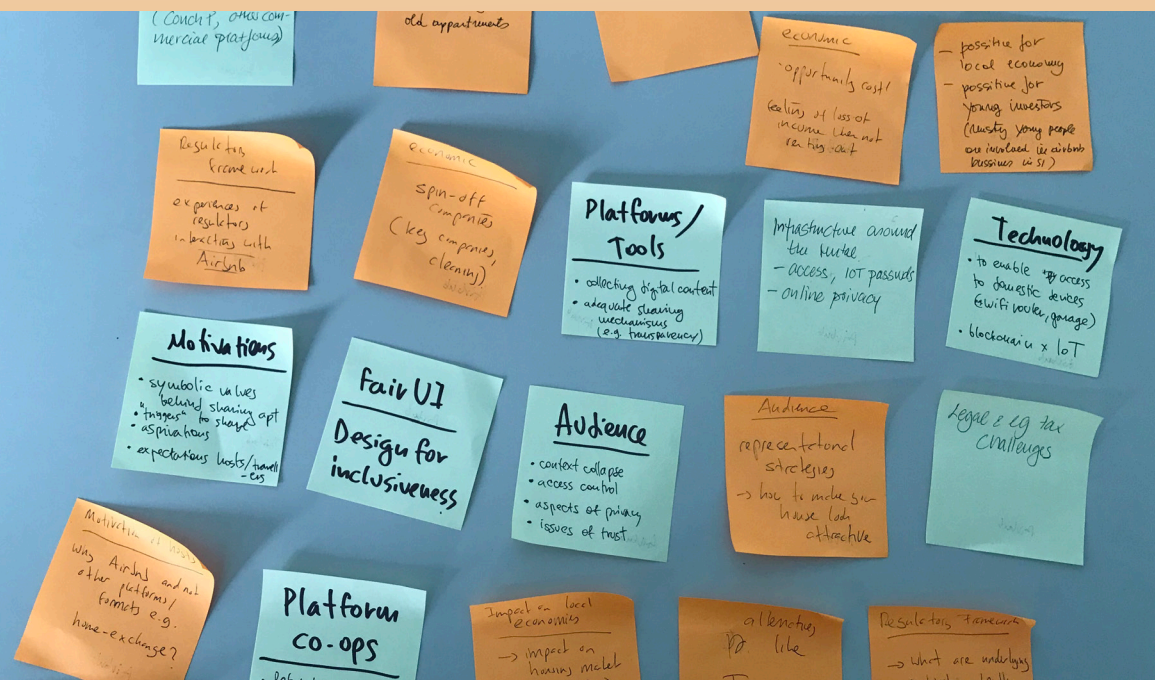 (Couch?, other com-
mercial platforms)
old appartments
economic
opportunity cost/
feeling of loss of
income when not
renting out
- possitive for
local economy
- possitive for
young investors
(mostly young people
are involved in airbnb
bussines in SI)
Regulatory
framework
experiences of
regulators
interacting with
Airbnb
economic
spin-off
companies
(key companies,
cleaning)
Platforms/
Tools
• collecting digital content
• adequate sharing
mechanisms
(e.g. transparency)
Infrastructure around
the
- access, IoT passwds
- online privacy
Technology
• to enable access
to domestic devices
(wifi router, garage)
• blockchain x IoT
Motivations
• symbolic values
behind sharing apt
• "triggers" to share
• aspirations
• expectations hosts/travell
-ers
fair UI
Design for
inclusiveness
Audience
• context collapse
• access control
• aspects of privacy
• issues of trust
Audience
representational
strategies
→ how to make your
house look
attractive
Legal & eg tax
challenges
Motivation of hosts
Why Airbnb and not
other platforms/
formats e.g.
home-exchange?
Platform
co-ops
Impact on local
economies
→ impact on
housing market
like
Regulatory framework
→ what are underlying